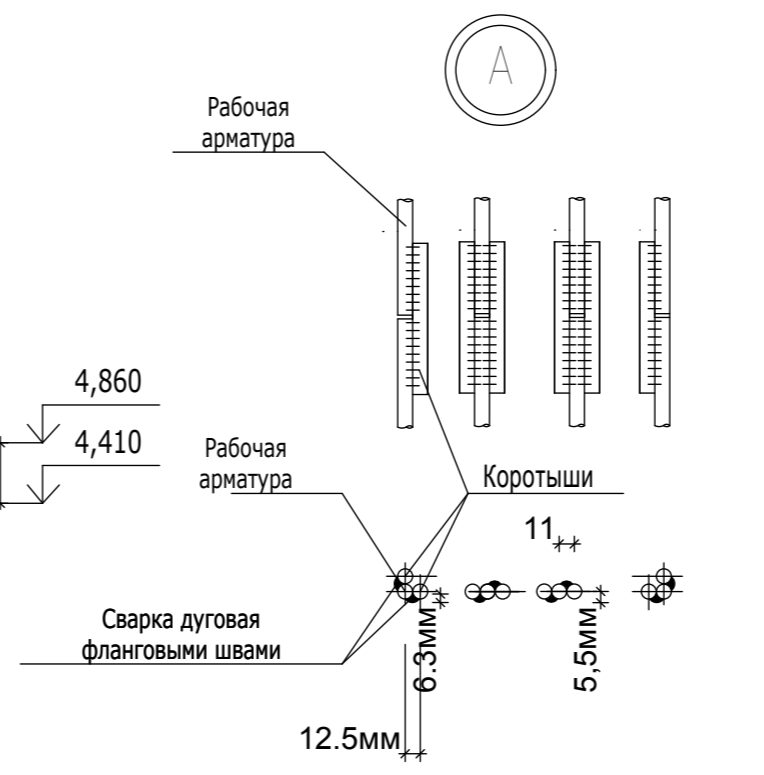 А
Рабочая
арматура
4,860
4,410
Рабочая
арматура
Коротыши
11
Сварка дуговая
фланговыми швами
6.3мм
5,5мм
12.5мм